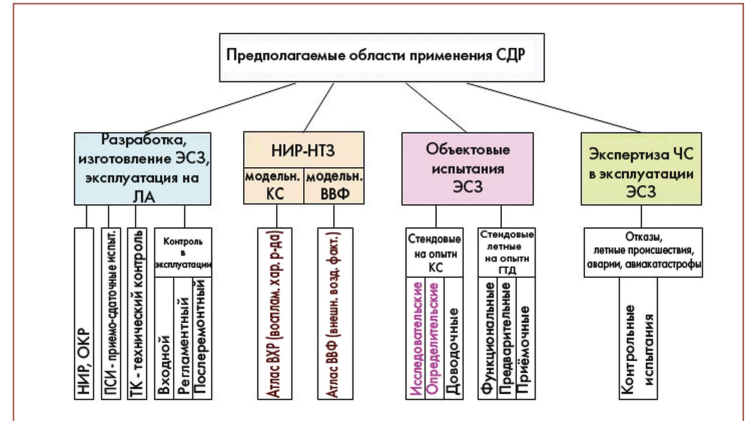 Предполагаемые области применения СДР
Разработка,
изготовление ЭСЗ,
эксплуатация на
ЛА
НИР-НТЗ
модельн.
КС
модельн.
ВВФ
Объектовые
испытания
ЭСЗ
Экспертиза ЧС
в эксплуатации
ЭСЗ
НИР, ОКР
ПСИ - приемо-сдаточные испыт.
ТК - технический контроль
Контроль
в
эксплуатации
Входной
Регламентный
Послеремонтный
Атлас ВХР (воаплам. хар. р-да)
Атлас ВВФ (внешн. возд. факт.)
Стендовые
на опытн
КС
Исследовательские
Определительские
Доводочные
Стендовые
летные
на опытн
ГТД
Функциональные
Предварительные
Приёмочные
Отказы,
летные происшествия,
аварии, авиакатастрофы
Контрольные
испытания